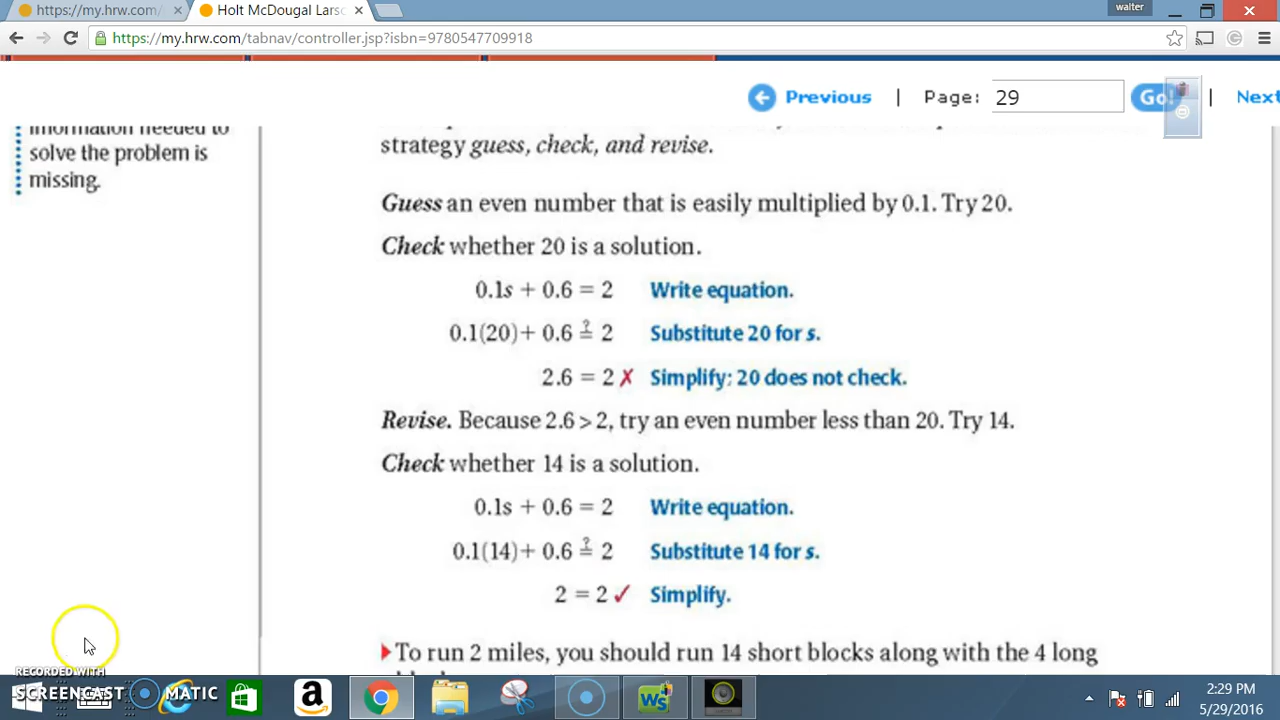 https://my.hrw.com/
Holt McDougal Lars
walter
https://my.hrw.com/tabnav/controller.jsp?isbn=9780547709918
Previous | Page: 29 Go! | Next
information needed to
solve the problem is
missing.
strategy guess, check, and revise.
Guess an even number that is easily multiplied by 0.1. Try 20.
Check whether 20 is a solution.
0.1s + 0.6 = 2 Write equation.
0.1(20)+ 0.6 ≟ 2 Substitute 20 for s.
2.6 = 2 ✗ Simplify; 20 does not check.
Revise. Because 2.6 > 2, try an even number less than 20. Try 14.
Check whether 14 is a solution.
0.1s + 0.6 = 2 Write equation.
0.1(14)+ 0.6 ≟ 2 Substitute 14 for s.
2 = 2 ✓ Simplify.
To run 2 miles, you should run 14 short blocks along with the 4 long
RECORDED WITH
SCREENCAST MATIC
2:29 PM
5/29/2016